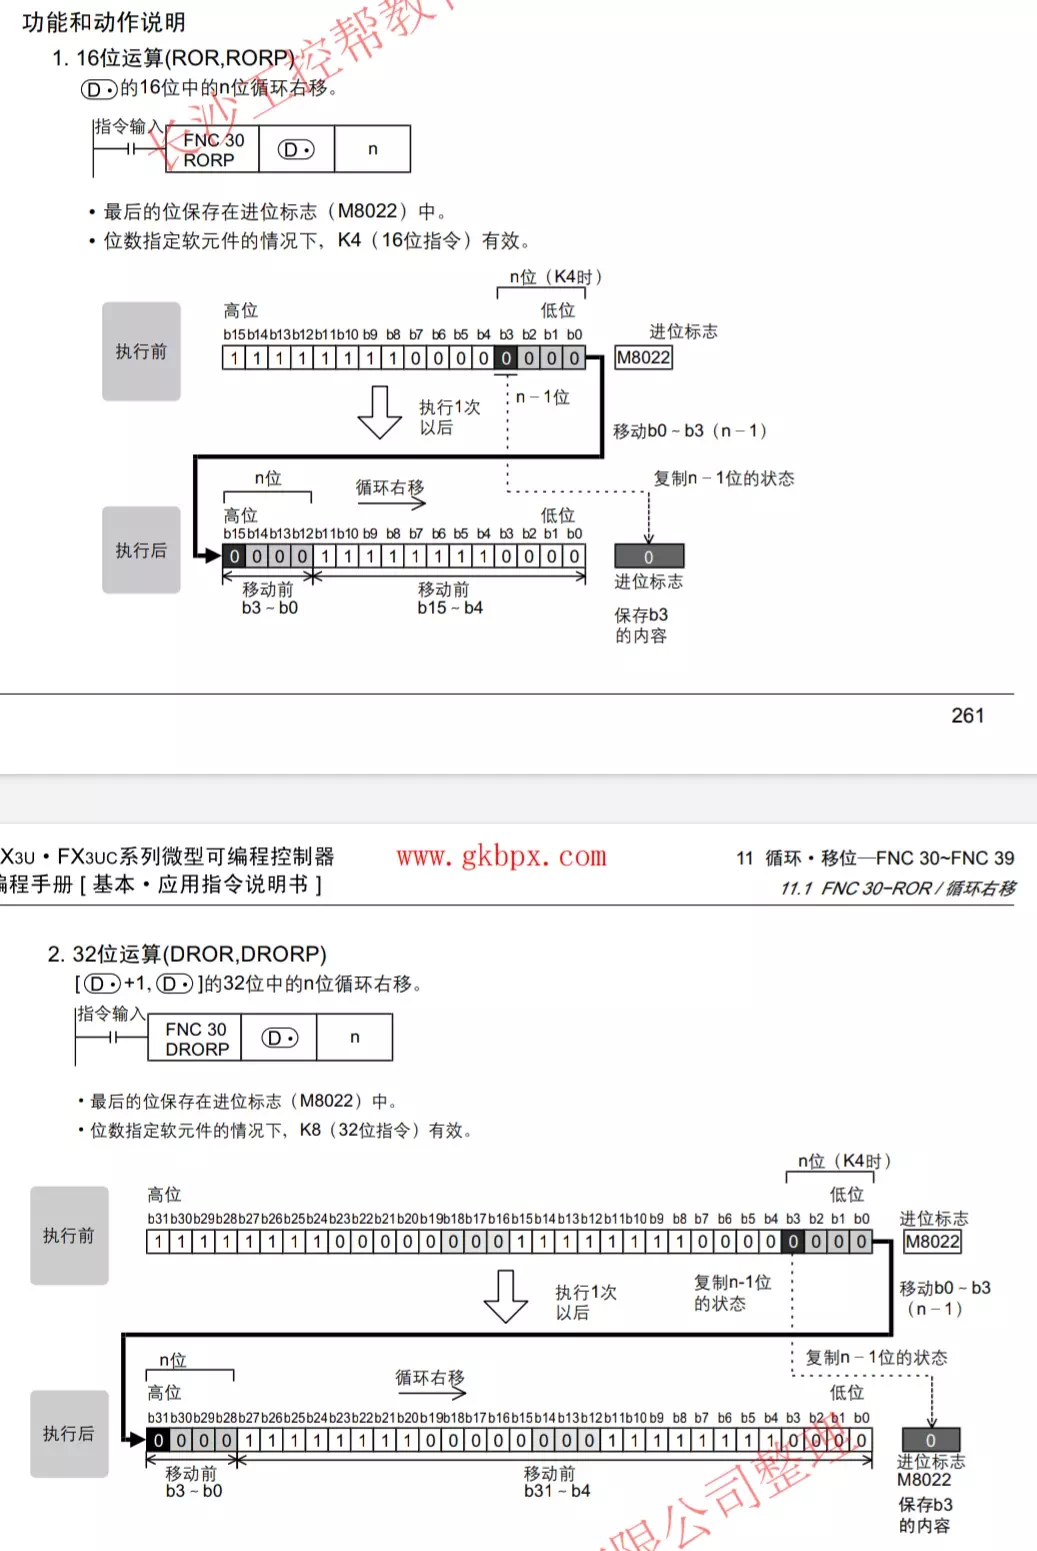 功能和动作说明
1. 16位运算(ROR,RORP)
D·的16位中的n位循环右移。
指令输入
FNC 30
RORP
D·
n
• 最后的位保存在进位标志（M8022）中。
• 位数指定软元件的情况下，K4（16位指令）有效。
n位（K4时）
高位 低位
b15 b14 b13 b12 b11 b10 b9 b8 b7 b6 b5 b4 b3 b2 b1 b0
进位标志
执行前
1 1 1 1 1 1 1 1 0 0 0 0 0 0 0 0
M8022
执行1次
以后
n－1位
移动b0～b3（n－1）
n位
循环右移
复制n－1位的状态
高位 低位
b15 b14 b13 b12 b11 b10 b9 b8 b7 b6 b5 b4 b3 b2 b1 b0
执行后
0 0 0 0 1 1 1 1 1 1 1 1 0 0 0 0
0
进位标志
移动前
b3～b0
移动前
b15～b4
保存b3
的内容
261
X3U・FX3UC系列微型可编程控制器
www.gkbpx.com
11 循环・移位—FNC 30~FNC 39
编程手册 [ 基本・应用指令说明书 ]
11.1 FNC 30−ROR / 循环右移
2. 32位运算(DROR,DRORP)
[ D· +1, D· ]的32位中的n位循环右移。
指令输入
FNC 30
DRORP
D·
n
• 最后的位保存在进位标志（M8022）中。
• 位数指定软元件的情况下，K8（32位指令）有效。
n位（K4时）
高位 低位
b31 b30 b29 b28 b27 b26 b25 b24 b23 b22 b21 b20 b19 b18 b17 b16 b15 b14 b13 b12 b11 b10 b9 b8 b7 b6 b5 b4 b3 b2 b1 b0
进位标志
执行前
1 1 1 1 1 1 1 1 0 0 0 0 0 0 0 0 1 1 1 1 1 1 1 1 0 0 0 0 0 0 0 0
M8022
执行1次
以后
复制n-1位
的状态
移动b0～b3
（n－1）
n位
循环右移
复制n－1位的状态
高位 低位
b31 b30 b29 b28 b27 b26 b25 b24 b23 b22 b21 b20 b19 b18 b17 b16 b15 b14 b13 b12 b11 b10 b9 b8 b7 b6 b5 b4 b3 b2 b1 b0
执行后
0 0 0 0 1 1 1 1 1 1 1 1 0 0 0 0 0 0 0 0 1 1 1 1 1 1 1 1 0 0 0 0
0
进位标志
M8022
移动前
b3～b0
移动前
b31～b4
保存b3
的内容
长沙工控帮教
限公司整理